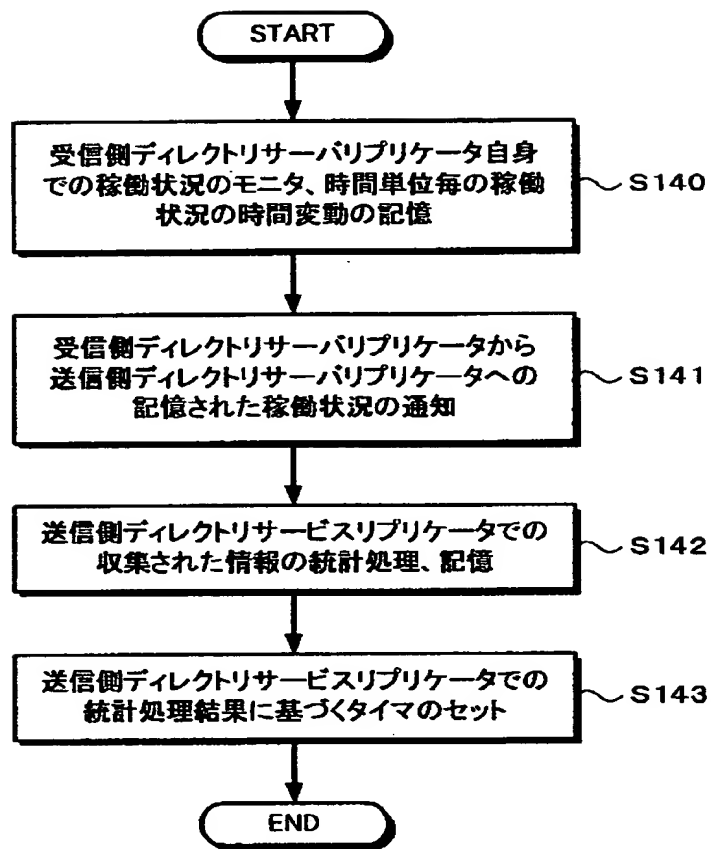 START
受信側ディレクトリサーバリプリケータ自身
での稼働状況のモニタ、時間単位毎の稼働
状況の時間変動の記憶
S140
受信側ディレクトリサーバリプリケータから
送信側ディレクトリサーバリプリケータへの
記憶された稼働状況の通知
S141
送信側ディレクトリサービスリプリケータでの
収集された情報の統計処理、記憶
S142
送信側ディレクトリサービスリプリケータでの
統計処理結果に基づくタイマのセット
S143
END